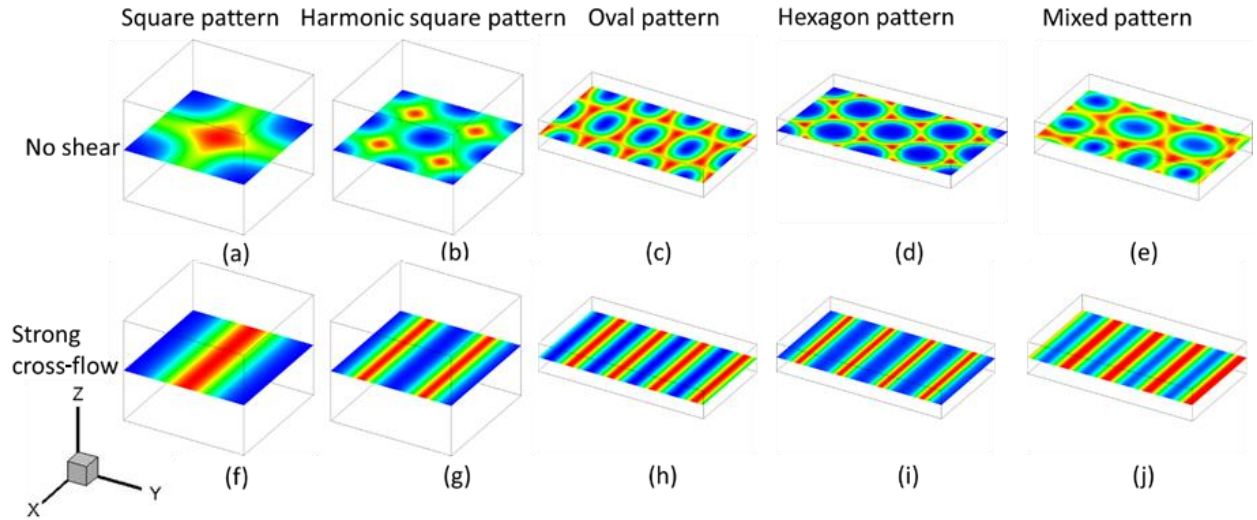 Square pattern
Harmonic square pattern
Oval pattern
Hexagon pattern
Mixed pattern
No shear
(a)
(b)
(c)
(d)
(e)
Strong
cross-flow
(f)
(g)
(h)
(i)
(j)
Z
X
Y